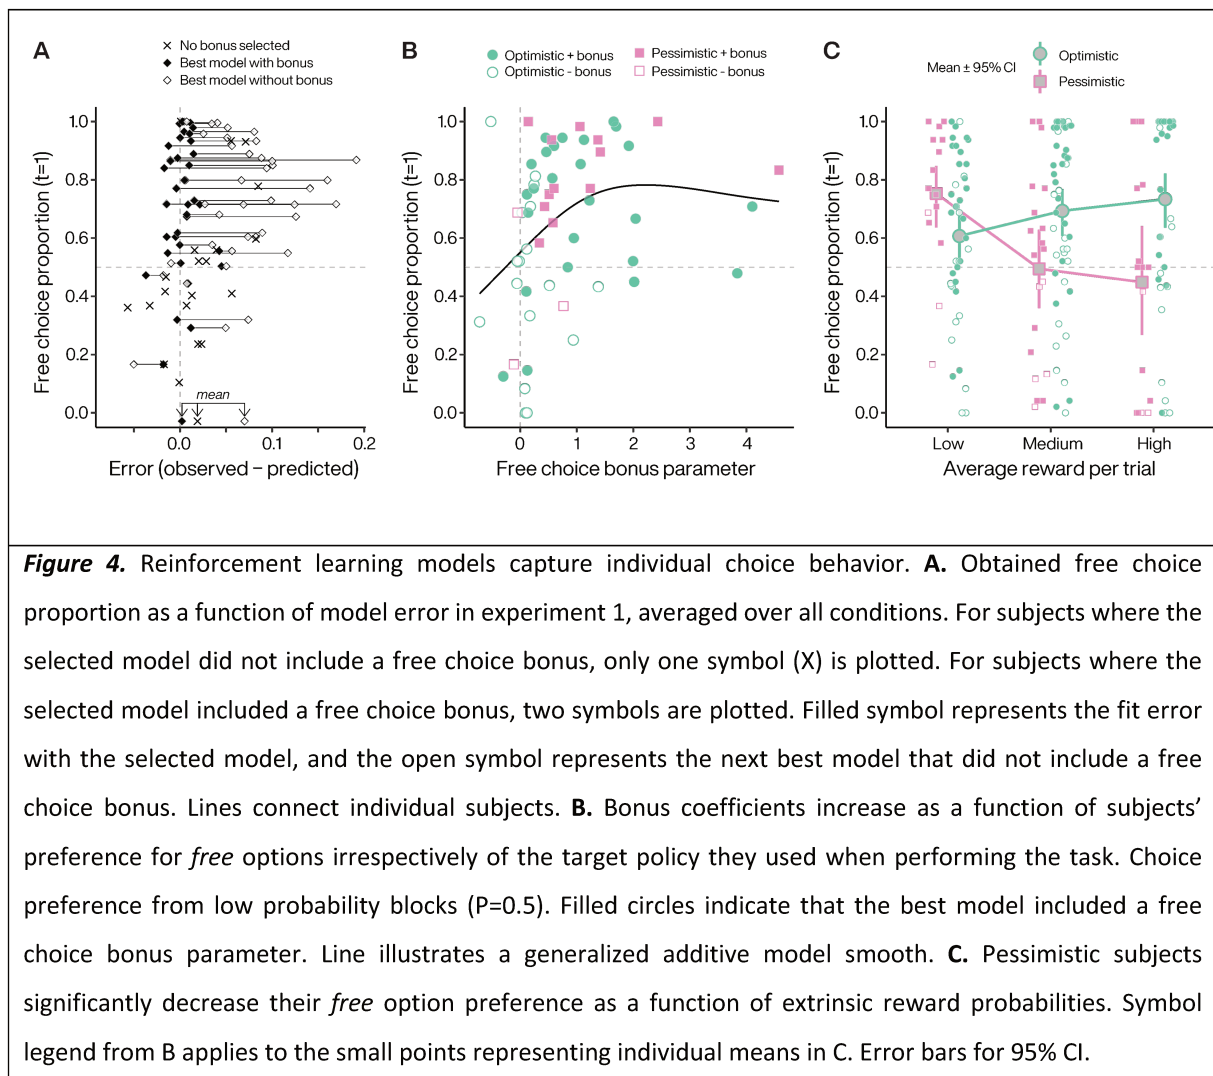 A
× No bonus selected
◆ Best model with bonus
◇ Best model without bonus
Free choice proportion (t=1)
1.0
0.8
0.6
0.4
0.2
0.0
mean
0.0
0.1
0.2
Error (observed – predicted)
B
Optimistic + bonus
Optimistic - bonus
Pessimistic + bonus
Pessimistic - bonus
Free choice proportion (t=1)
1.0
0.8
0.6
0.4
0.2
0.0
0
1
2
3
4
Free choice bonus parameter
C
Mean ± 95% CI
Optimistic
Pessimistic
Free choice proportion (t=1)
1.0
0.8
0.6
0.4
0.2
0.0
Low
Medium
High
Average reward per trial
Figure 4. Reinforcement learning models capture individual choice behavior. A. Obtained free choice
proportion as a function of model error in experiment 1, averaged over all conditions. For subjects where the
selected model did not include a free choice bonus, only one symbol (X) is plotted. For subjects where the
selected model included a free choice bonus, two symbols are plotted. Filled symbol represents the fit error
with the selected model, and the open symbol represents the next best model that did not include a free
choice bonus. Lines connect individual subjects. B. Bonus coefficients increase as a function of subjects’
preference for free options irrespectively of the target policy they used when performing the task. Choice
preference from low probability blocks (P=0.5). Filled circles indicate that the best model included a free
choice bonus parameter. Line illustrates a generalized additive model smooth. C. Pessimistic subjects
significantly decrease their free option preference as a function of extrinsic reward probabilities. Symbol
legend from B applies to the small points representing individual means in C. Error bars for 95% CI.